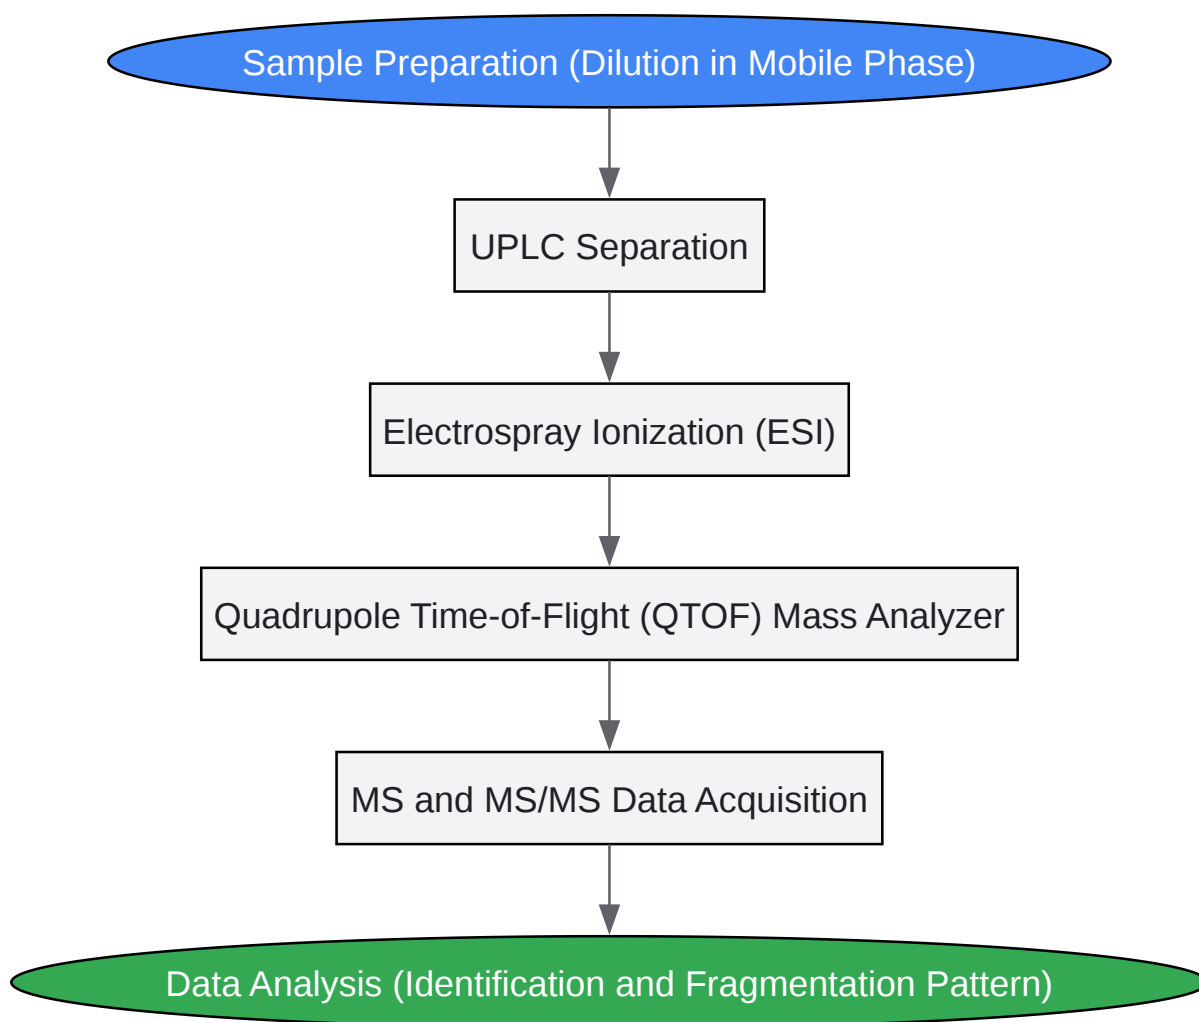 Sample Preparation (Dilution in Mobile Phase)
UPLC Separation
Electrospray Ionization (ESI)
Quadrupole Time-of-Flight (QTOF) Mass Analyzer
MS and MS/MS Data Acquisition
Data Analysis (Identification and Fragmentation Pattern)